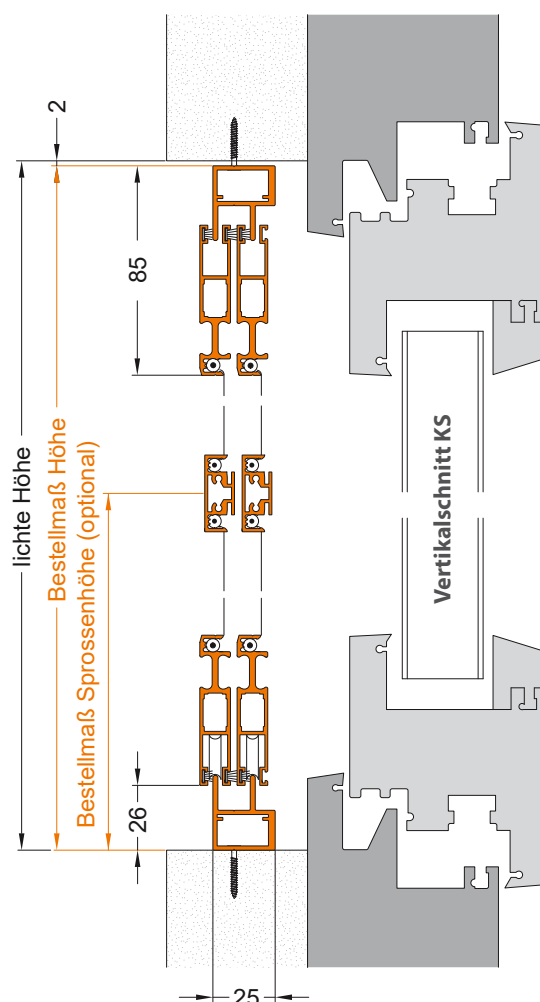 2
85
lichte Höhe
Bestellmaß Höhe
Bestellmaß Sprossenhöhe (optional)
Vertikalschnitt KS
26
25